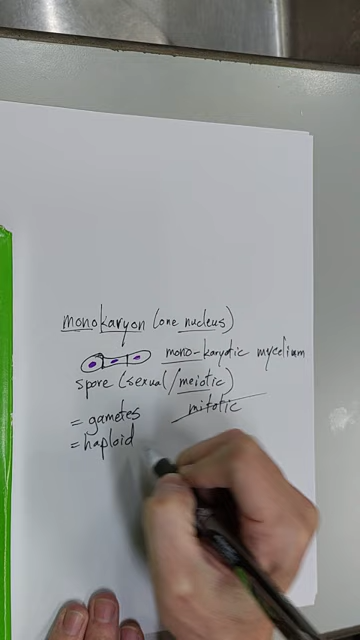 monokaryon (one nucleus)
mono-karyotic mycelium
spore (sexual/meiotic)
= gametes mitotic
= haploid